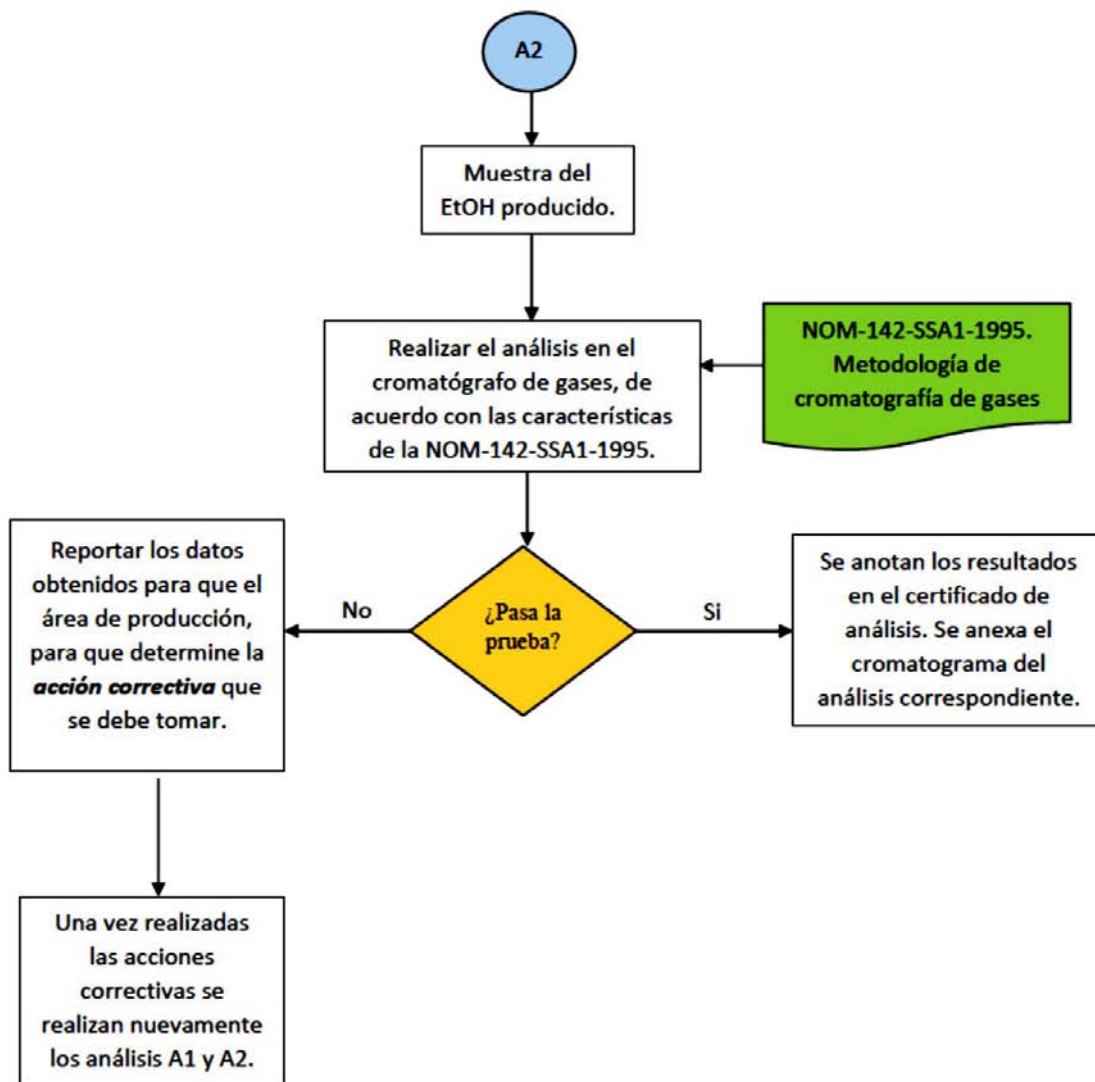 A2
Muestra del
EtOH producido.
Realizar el análisis en el
cromatógrafo de gases, de
acuerdo con las características
de la NOM-142-SSA1-1995.
NOM-142-SSA1-1995.
Metodología de
cromatografía de gases
¿Pasa la
prueba?
No
Si
Reportar los datos
obtenidos para que el
área de producción,
para que determine la
acción correctiva que
se debe tomar.
Se anotan los resultados
en el certificado de
análisis. Se anexa el
cromatograma del
análisis correspondiente.
Una vez realizadas
las acciones
correctivas se
realizan nuevamente
los análisis A1 y A2.